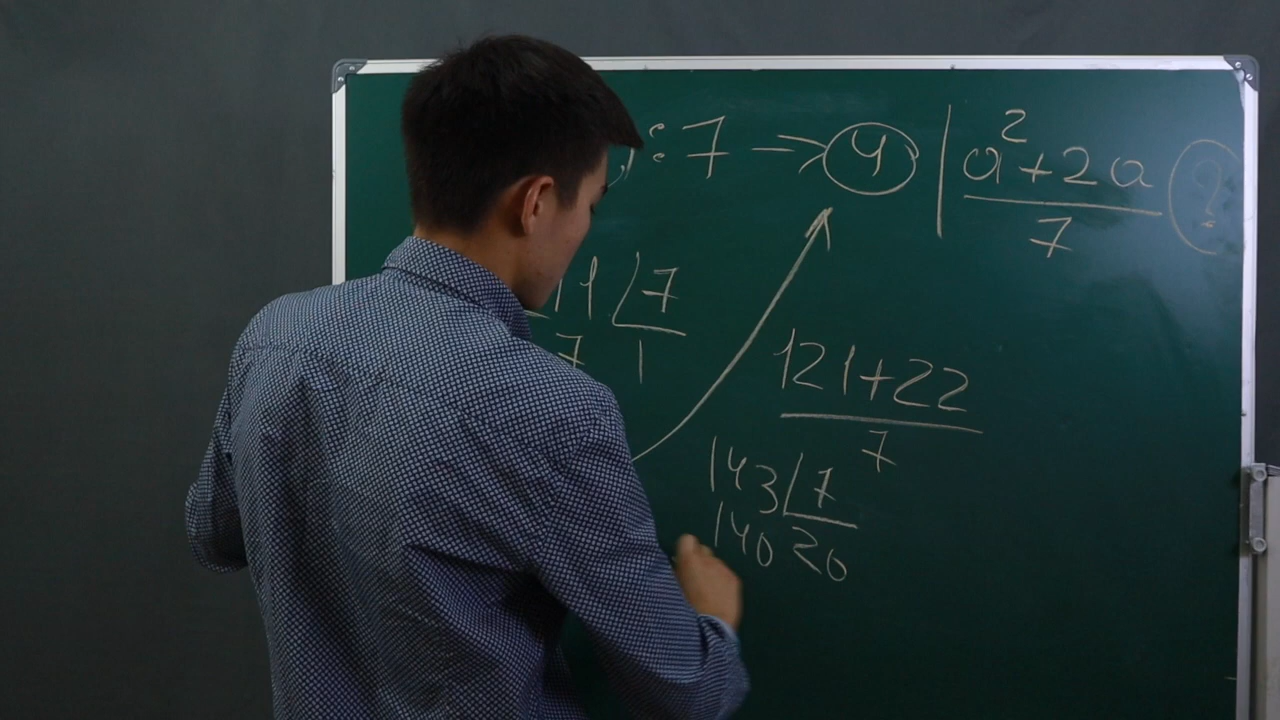 : 7 => 4 | a² + 2a ?
7
11 | 7
7 1
121 + 22
7
143 | 7
140 20